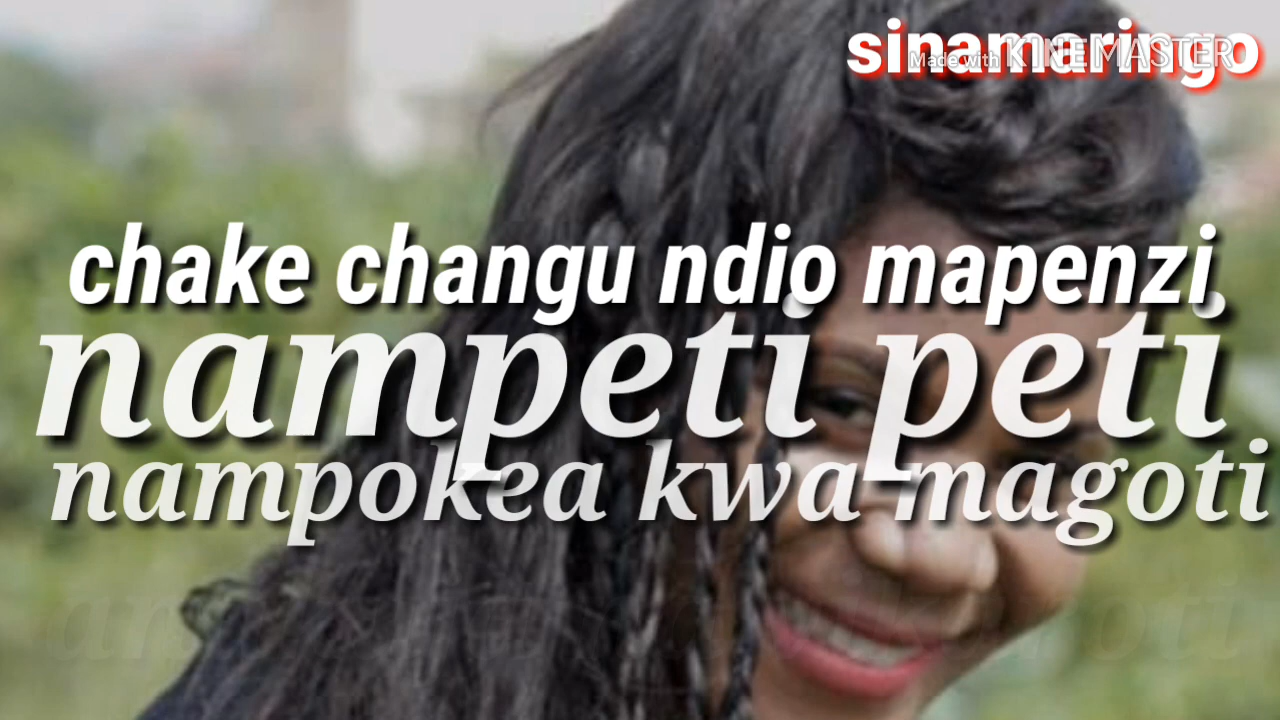 sinamaringo
Made with KINEMASTER
chake changu ndio mapenzi
nampeti peti
nampokea kwa magoti